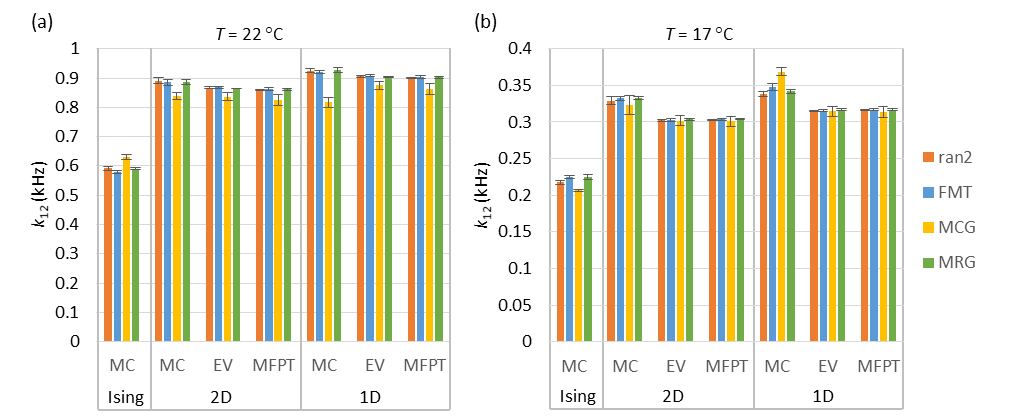 (a)
T = 22 °C
k12 (kHz)
1
0.9
0.8
0.7
0.6
0.5
0.4
0.3
0.2
0.1
0
MC MC EV MFPT MC EV MFPT
Ising 2D 1D
(b)
T = 17 °C
k12 (kHz)
0.4
0.35
0.3
0.25
0.2
0.15
0.1
0.05
0
MC MC EV MFPT MC EV MFPT
Ising 2D 1D
ran2
FMT
MCG
MRG